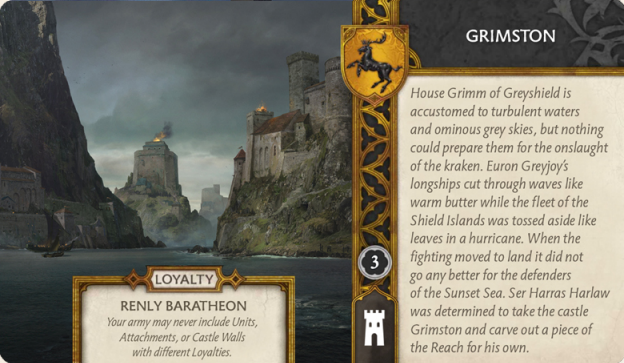 GRIMSTON
House Grimm of Greyshield is
accustomed to turbulent waters
and ominous grey skies, but nothing
could prepare them for the onslaught
of the kraken. Euron Greyjoy's
longships cut through waves like
warm butter while the fleet of the
Shield Islands was tossed aside like
leaves in a hurricane. When the
fighting moved to land it did not
go any better for the defenders
of the Sunset Sea. Ser Harras Harlaw
was determined to take the castle
Grimston and carve out a piece of
the Reach for his own.
3
LOYALTY
RENLY BARATHEON
Your army may never include Units,
Attachments, or Castle Walls
with different Loyalties.